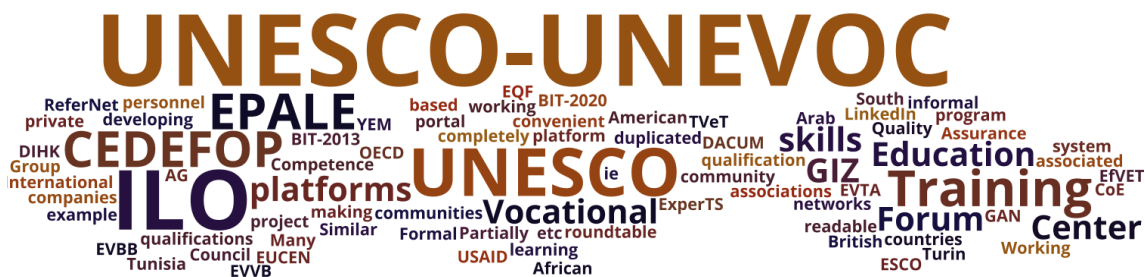 UNESCO-UNEVOC
ReferNet personnel EPALE YEM based EQF working BIT-2020 South informal
private developing portal convenient American TVeT Arab LinkedIn program
DIHK CEDEFOP BIT-2013 OECD completely platform duplicated DACUM skills Quality Assurance
Group AG Competence UNESCO ie qualification GIZ Education system associated
International ILO platforms community associations EVTA Training EfVET CoE
companies example project making communities Vocational ExperTS networks Forum GAN Center
EVBB qualifications Many Similar Formal Partially etc roundtable readable British countries Working
Tunisia Council EUCEN USAID learning Turin
EVVB African ESCO